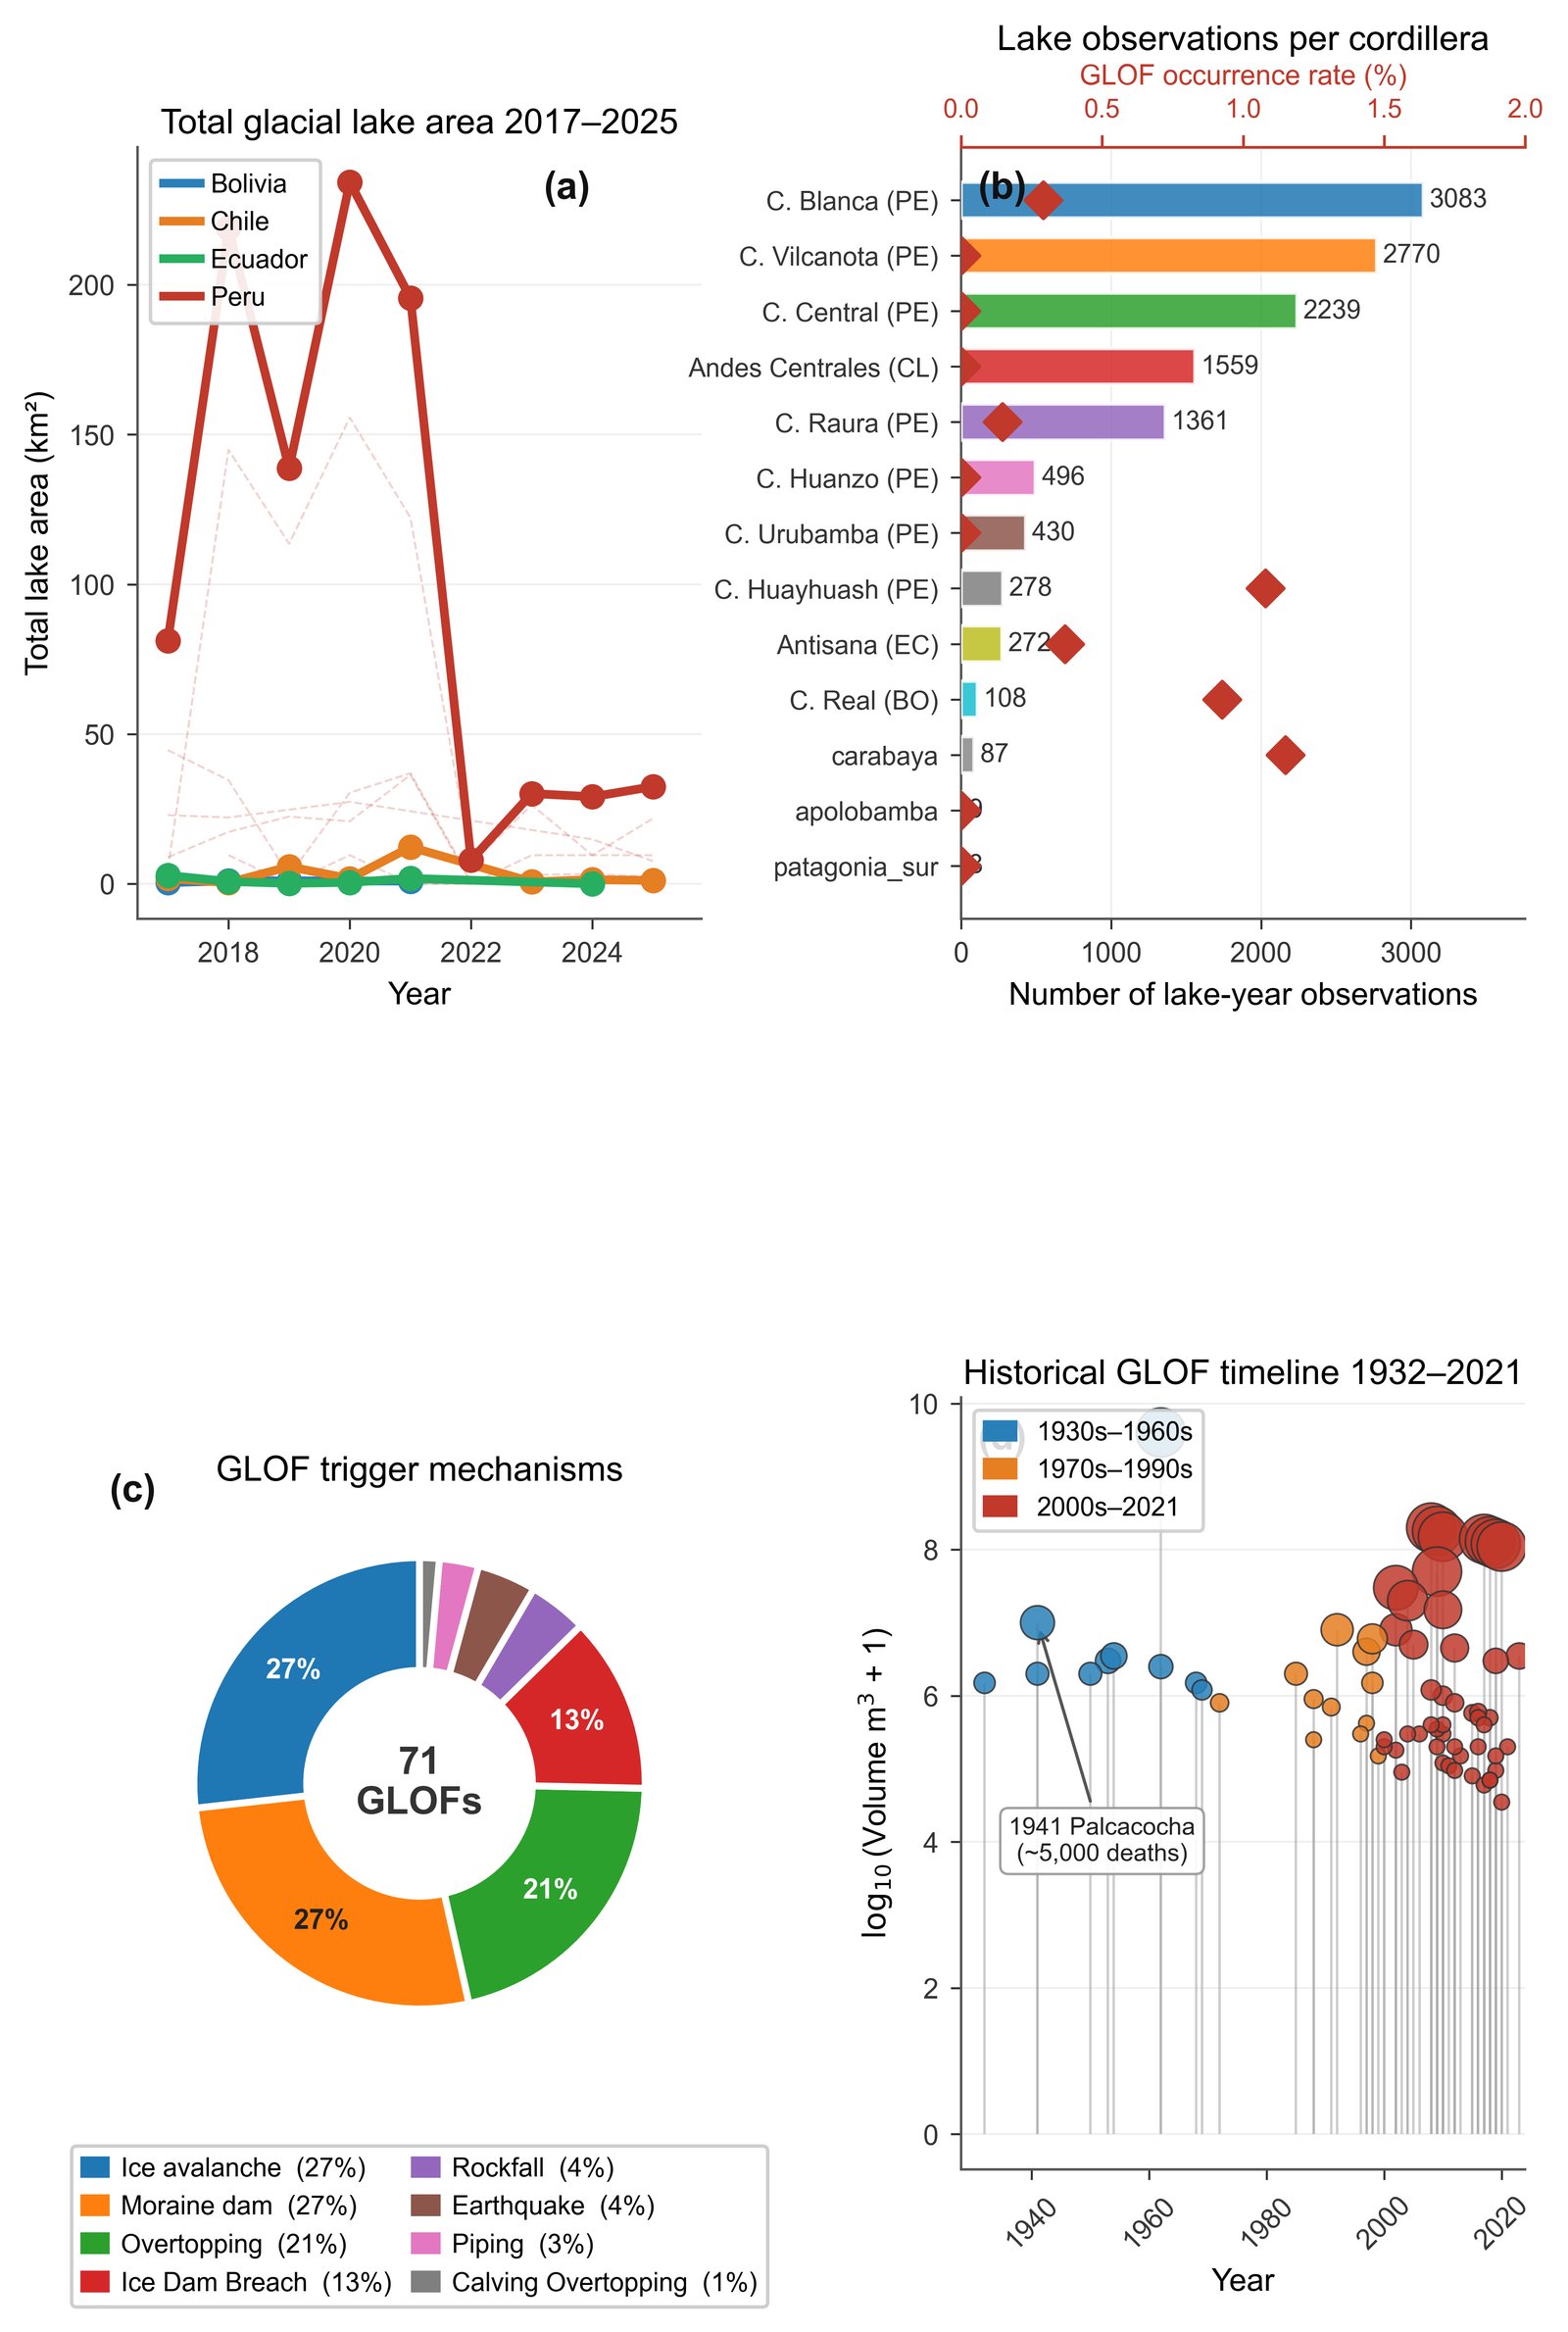 Total glacial lake area 2017–2025
(a)
Bolivia
Chile
Ecuador
Peru
Total lake area (km²)
200
150
100
50
0
2018
2020
2022
2024
Year
Lake observations per cordillera
GLOF occurrence rate (%)
0.0 0.5 1.0 1.5 2.0
(b)
C. Blanca (PE) 3083
C. Vilcanota (PE) 2770
C. Central (PE) 2239
Andes Centrales (CL) 1559
C. Raura (PE) 1361
C. Huanzo (PE) 496
C. Urubamba (PE) 430
C. Huayhuash (PE) 278
Antisana (EC) 272
C. Real (BO) 108
carabaya 87
apolobamba
patagonia_sur
0 1000 2000 3000
Number of lake-year observations
(c)
GLOF trigger mechanisms
27%
13%
71
GLOFs
21%
27%
Ice avalanche (27%)
Moraine dam (27%)
Overtopping (21%)
Ice Dam Breach (13%)
Rockfall (4%)
Earthquake (4%)
Piping (3%)
Calving Overtopping (1%)
Historical GLOF timeline 1932–2021
1930s–1960s
1970s–1990s
2000s–2021
log₁₀(Volume m³ + 1)
10
8
6
4
2
0
1941 Palcacocha
(~5,000 deaths)
1940
1960
1980
2000
2020
Year